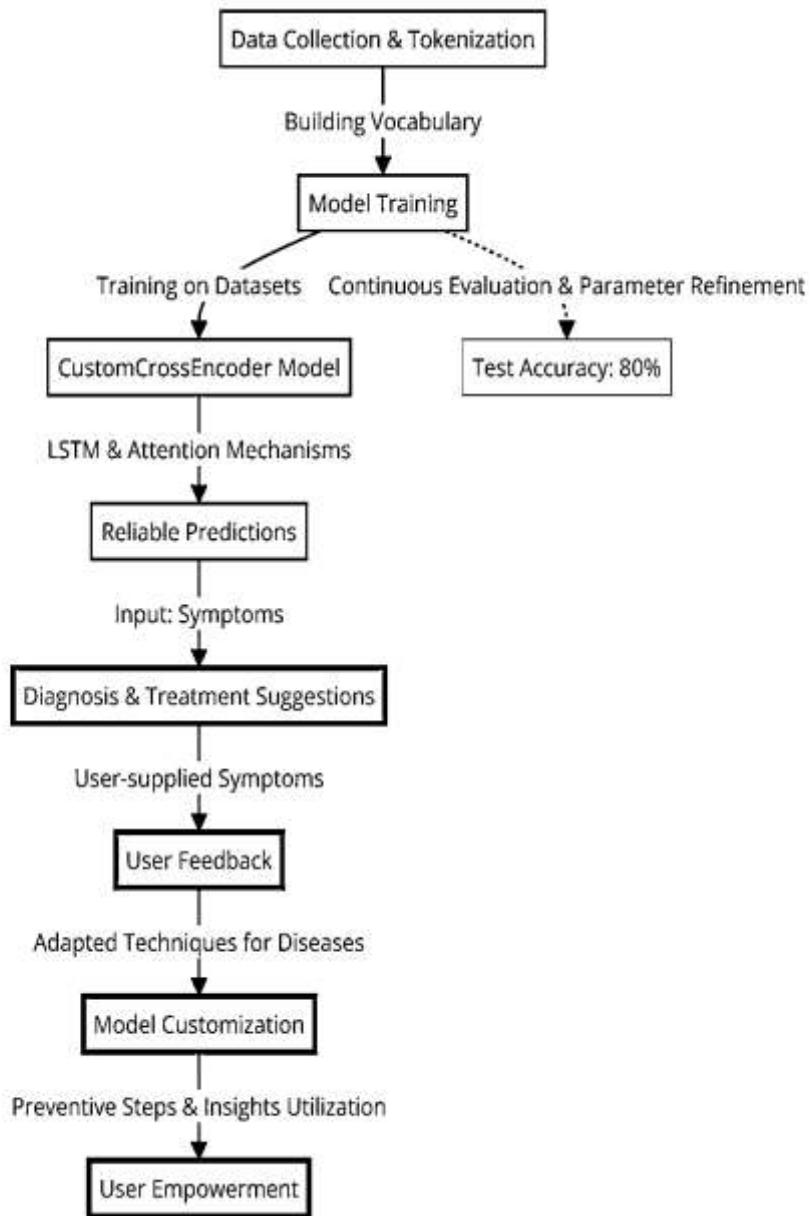 Data Collection & Tokenization
Building Vocabulary
Model Training
Training on Datasets
Continuous Evaluation & Parameter Refinement
CustomCrossEncoder Model
Test Accuracy: 80%
LSTM & Attention Mechanisms
Reliable Predictions
Input: Symptoms
Diagnosis & Treatment Suggestions
User-supplied Symptoms
User Feedback
Adapted Techniques for Diseases
Model Customization
Preventive Steps & Insights Utilization
User Empowerment